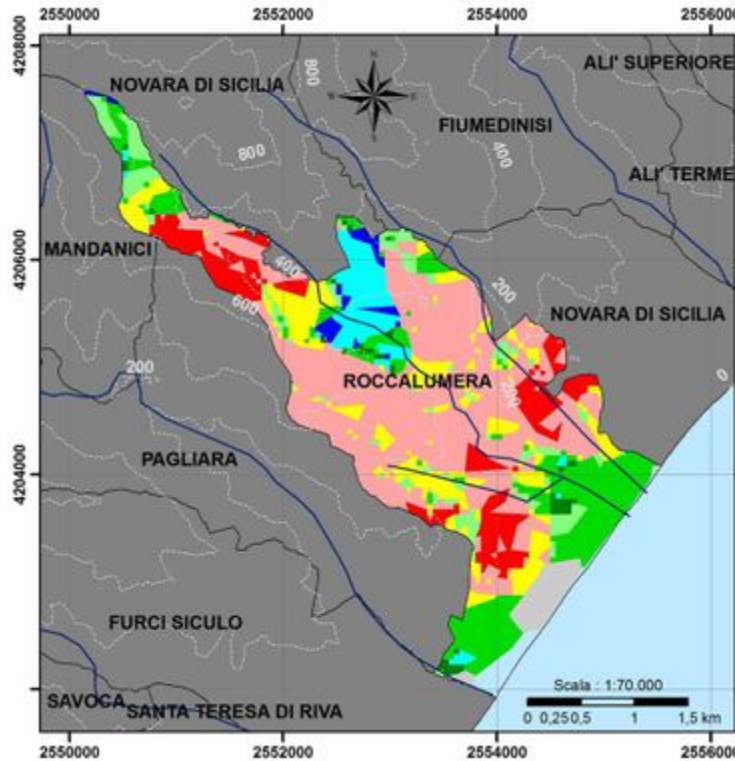 2550000 2552000 2554000 2556000
4208000
ALI' SUPERIORE
NOVARA DI SICILIA
N
800
FIUMEDINISI
800
400
ALI' TERME
MANDANICI
4206000
400
200
600
NOVARA DI SICILIA
200
ROCCALUMERA
0
200
PAGLIARA
4204000
FURCI SICULO
Scala : 1:70.000
SAVOCA
SANTA TERESA DI RIVA
0 0,25 0,5 1 1,5 km
2550000 2552000 2554000 2556000